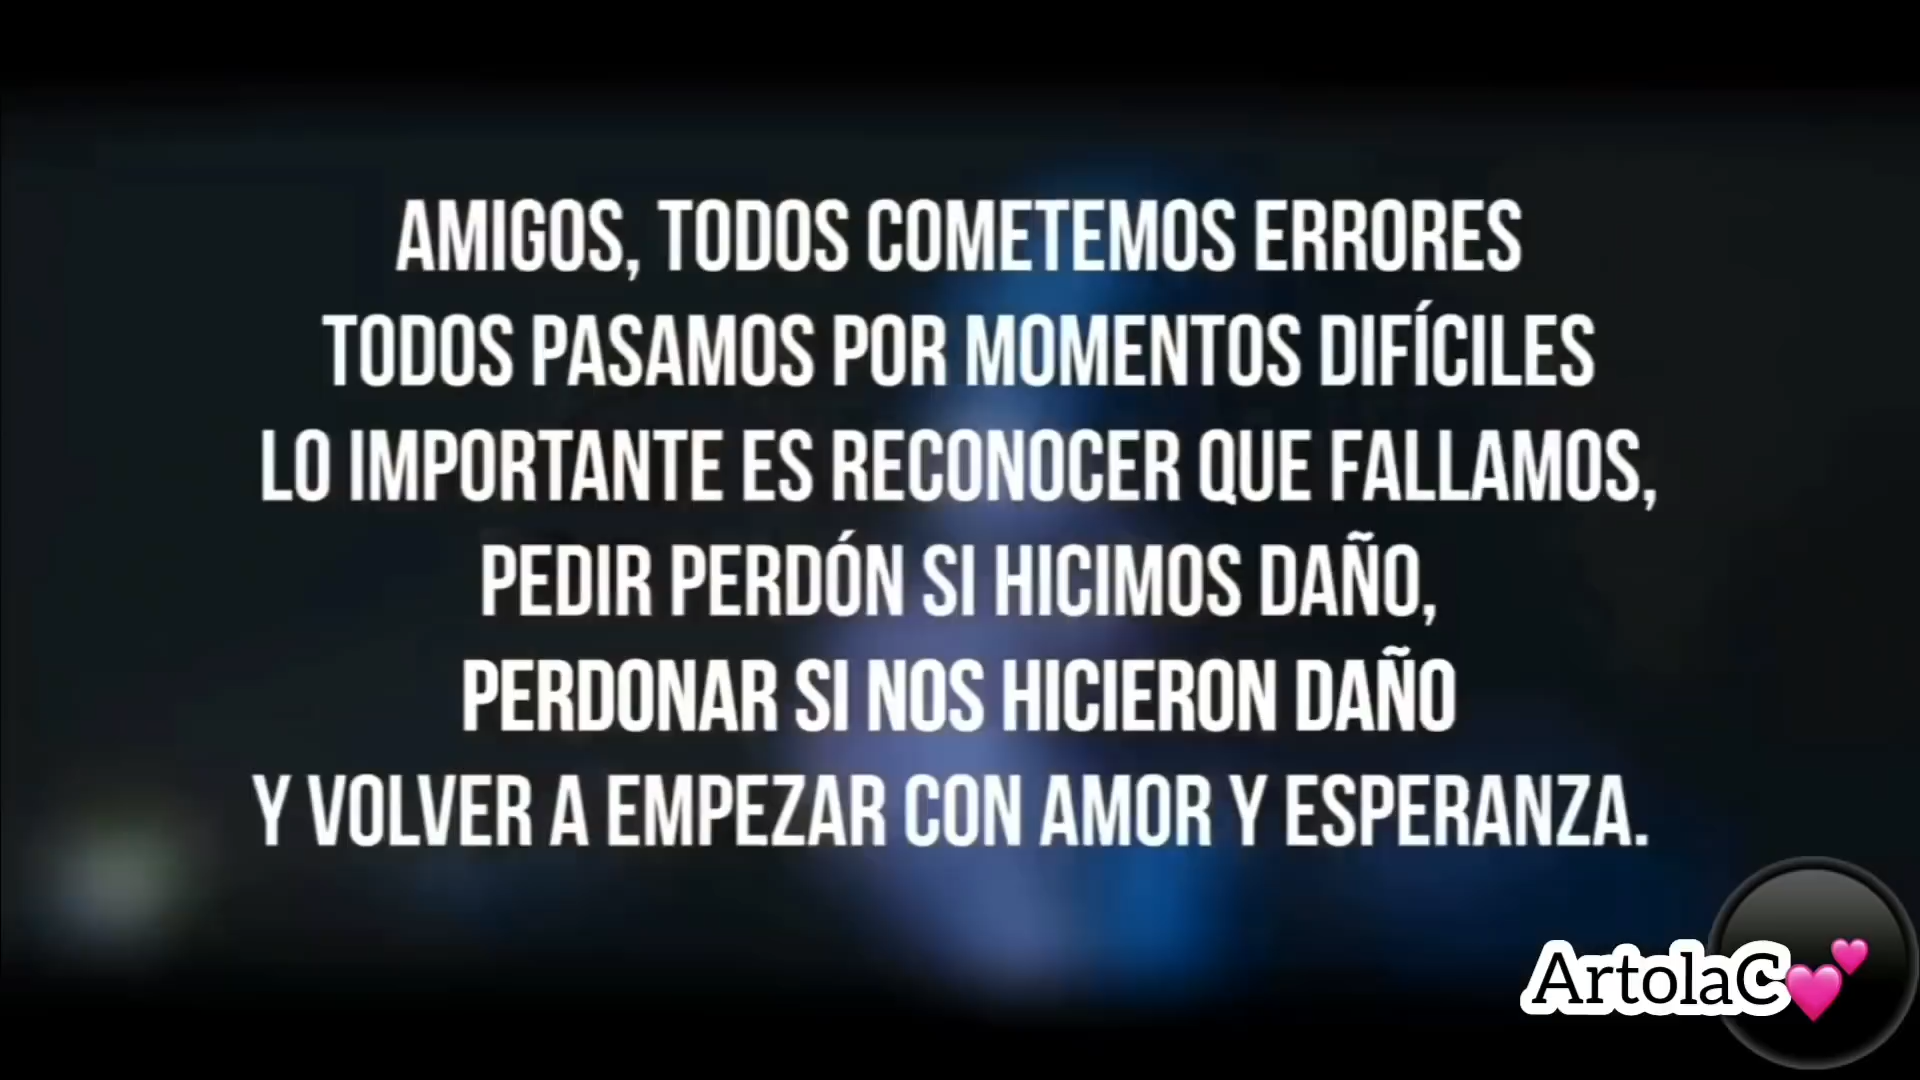 AMIGOS, TODOS COMETEMOS ERRORES
TODOS PASAMOS POR MOMENTOS DIFÍCILES
LO IMPORTANTE ES RECONOCER QUE FALLAMOS,
PEDIR PERDÓN SI HICIMOS DAÑO,
PERDONAR SI NOS HICIERON DAÑO
Y VOLVER A EMPEZAR CON AMOR Y ESPERANZA.
ArtolaC💕